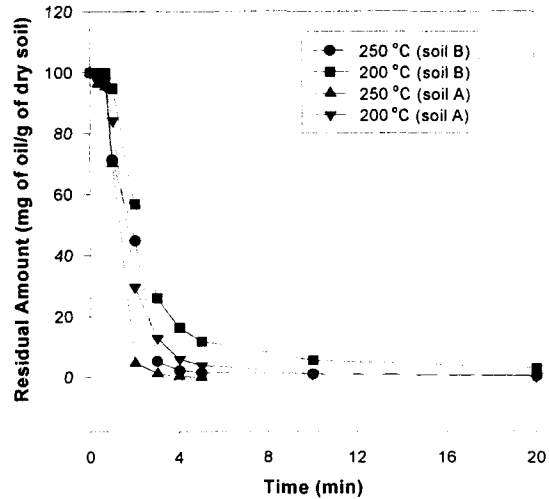 120
100
80
60
40
20
0
Residual Amount (mg of oil/g of dry soil)
250 °C (soil B)
200 °C (soil B)
250 °C (soil A)
200 °C (soil A)
0 4 8 12 16 20
Time (min)